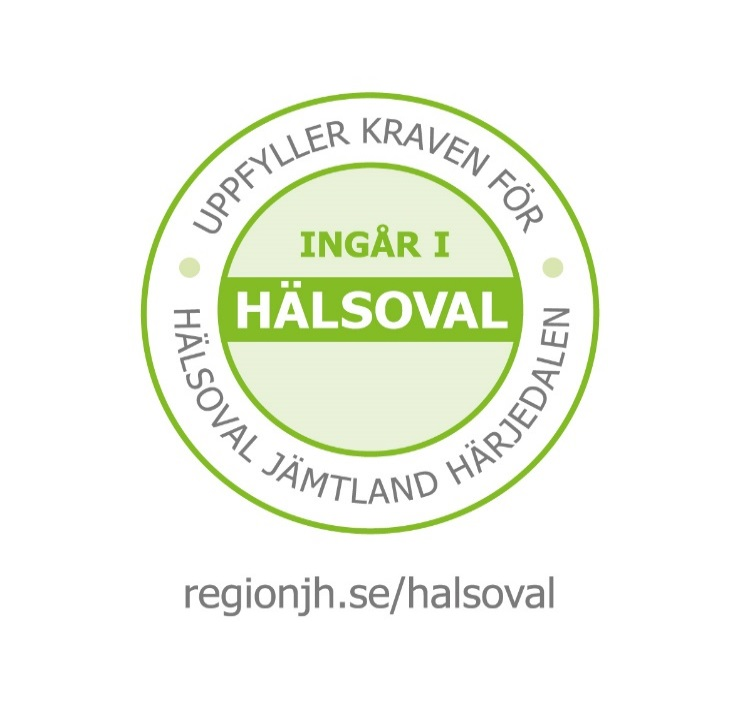 UPPFYLLER KRAVEN FÖR
INGÅR I
HÄLSOVAL
HÄLSOVAL JÄMTLAND HÄRJEDALEN
regionjh.se/halsoval